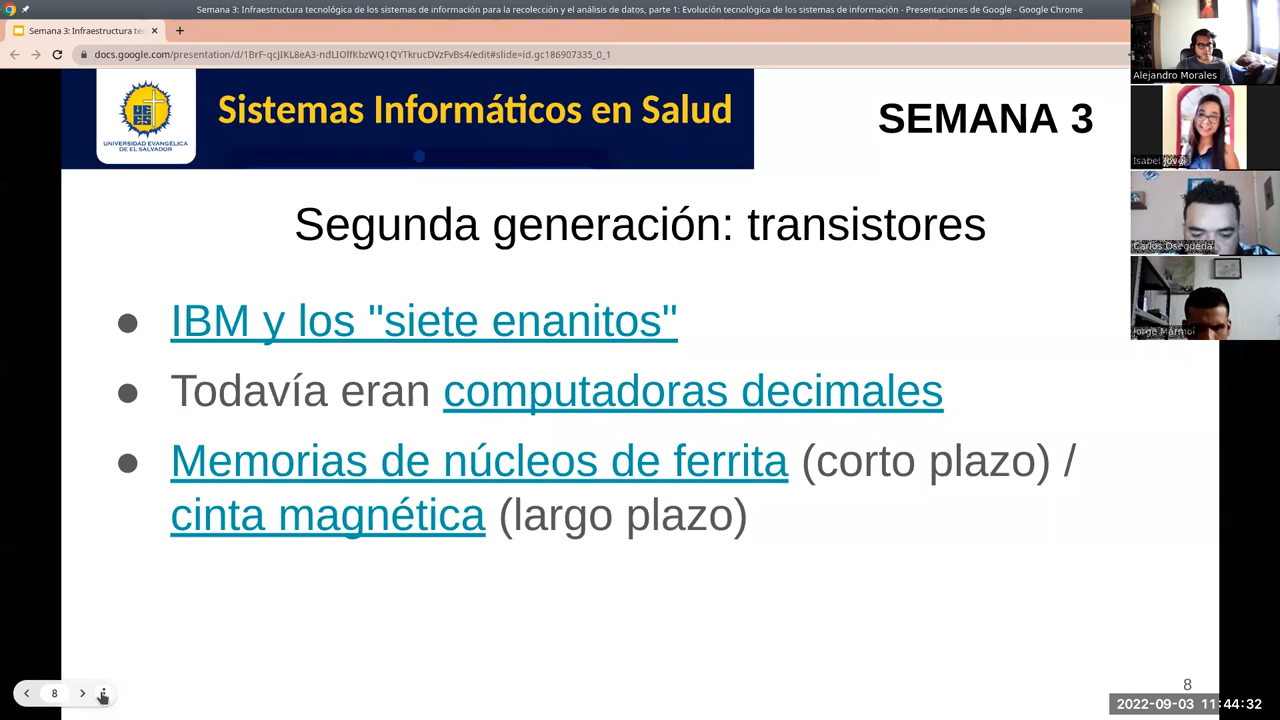 Semana 3: Infraestructura tecnológica de los sistemas de información para la recolección y el análisis de datos, parte 1: Evolución tecnológica de los sistemas de información - Presentaciones de Google - Google Chrome
Semana 3: Infraestructura te
docs.google.com/presentation/d/1BrF-qcJIKL8eA3-ndLIOlfKbzWQ1QYTkrucDVzFvBs4/edit#slide=id.gc186907335_0_1
Alejandro Morales
UNIVERSIDAD EVANGÉLICA
DE EL SALVADOR
Sistemas Informáticos en Salud
SEMANA 3
Isabel
Segunda generación: transistores
Carlos Osegueda
IBM y los "siete enanitos"
Jorge Mármol
Todavía eran computadoras decimales
Memorias de núcleos de ferrita (corto plazo) /
cinta magnética (largo plazo)
8
8
2022-09-03 11:44:32